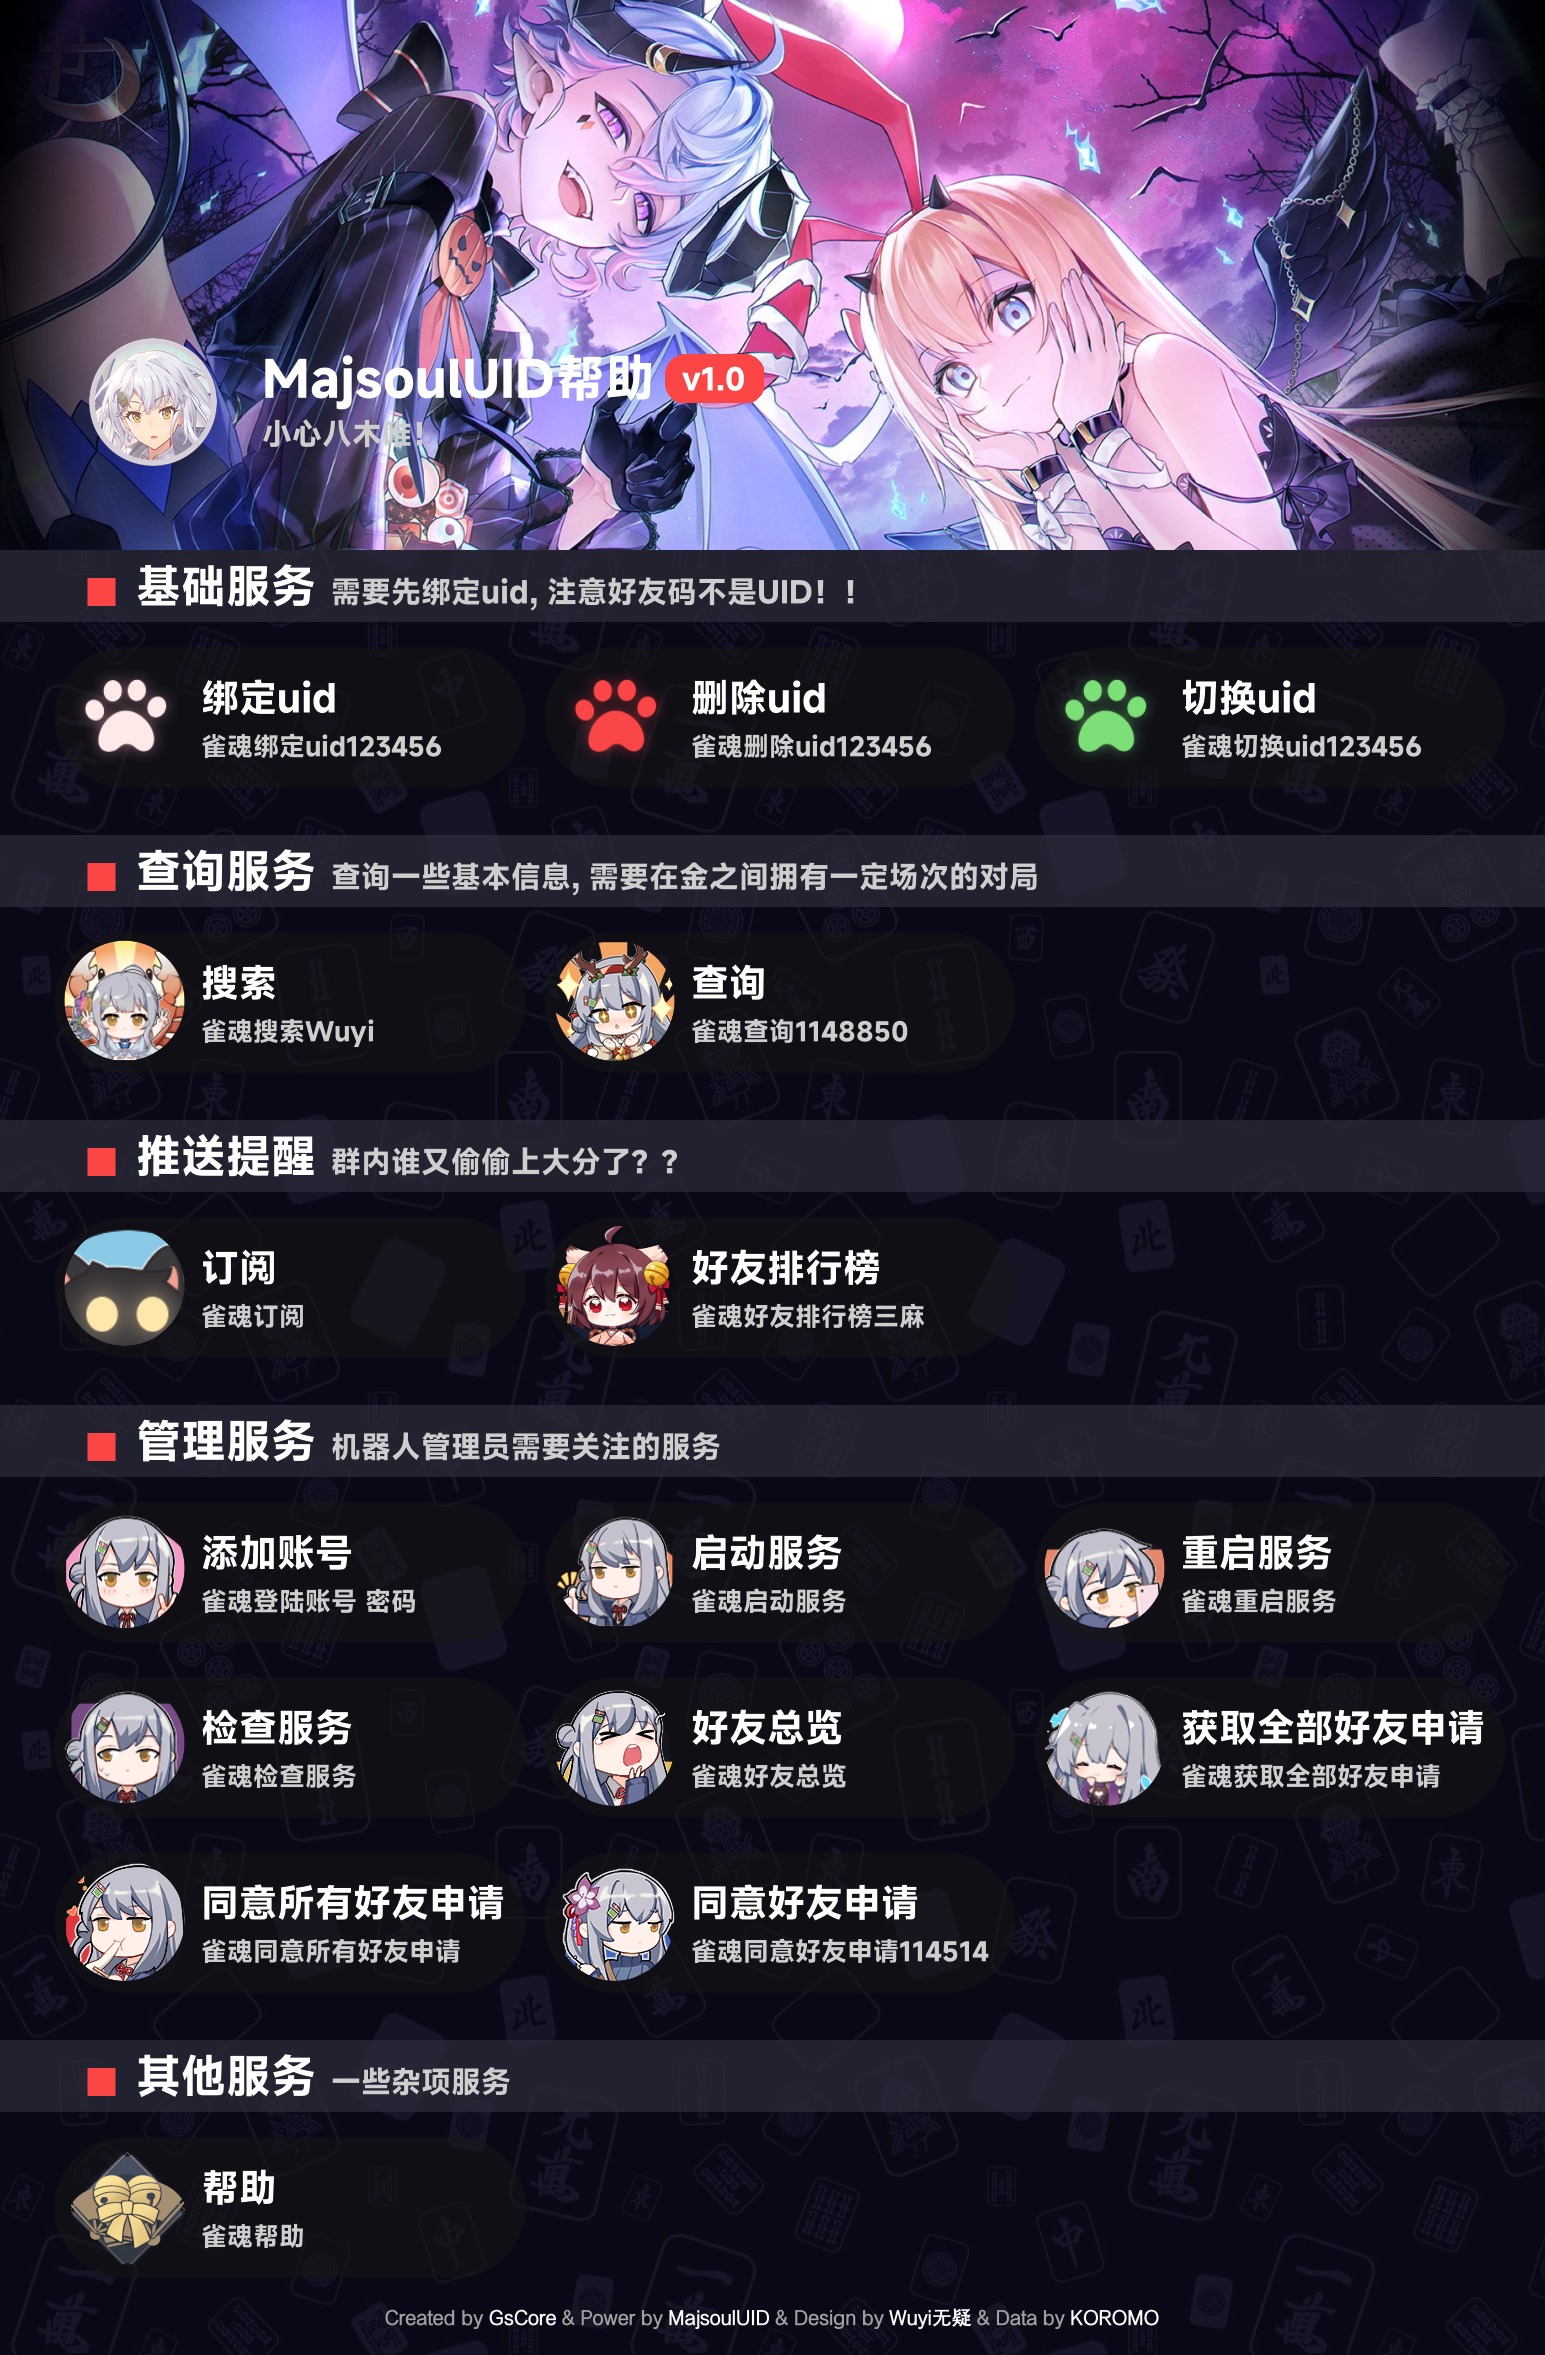 MajsoulUID帮助 v1.0
小心八木唯!
基础服务 需要先绑定uid, 注意好友码不是UID！！
绑定uid 删除uid 切换uid
雀魂绑定uid123456 雀魂删除uid123456 雀魂切换uid123456
查询服务 查询一些基本信息, 需要在金之间拥有一定场次的对局
搜索 查询
雀魂搜索Wuyi 雀魂查询1148850
推送提醒 群内谁又偷偷上大分了？？
订阅 好友排行榜
雀魂订阅 雀魂好友排行榜三麻
管理服务 机器人管理员需要关注的服务
添加账号 启动服务 重启服务
雀魂登陆账号 密码 雀魂启动服务 雀魂重启服务
检查服务 好友总览 获取全部好友申请
雀魂检查服务 雀魂好友总览 雀魂获取全部好友申请
同意所有好友申请 同意好友申请
雀魂同意所有好友申请 雀魂同意好友申请114514
其他服务 一些杂项服务
帮助
雀魂帮助
Created by GsCore & Power by MajsoulUID & Design by Wuyi无疑 & Data by KOROMO